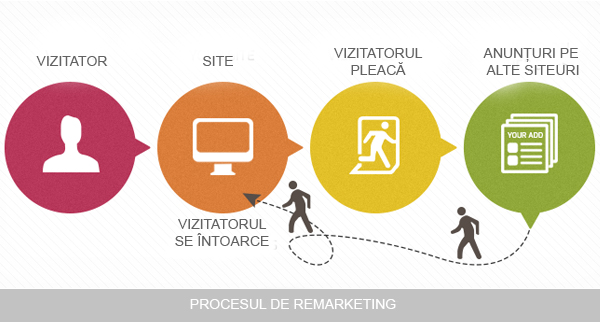 VIZITATOR
SITE
VIZITATORUL
PLEACĂ
ANUNȚURI PE
ALTE SITEURI
YOUR ADD
VIZITATORUL
SE ÎNTOARCE
PROCESUL DE REMARKETING